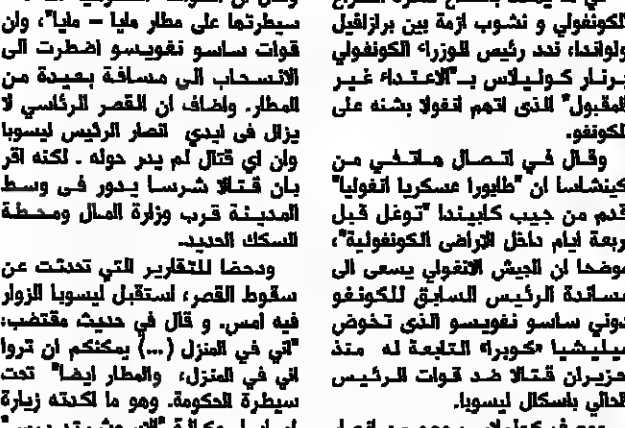 الكونغولي و نشوب ازمة بين برازافيل
ولواندا، ندد رئيس الوزراء الكونغولي
برنار كوليلاس بـ"الاعتداء غير
المقبول" الذي اتهم انغولا بشنه على
الكونغو.
وقال في اتصال هاتفي من
كينشاسا ان "طابورا عسكريا انغوليا"
قدم من جيب كابيندا "توغل قبل
ربعة ايام داخل الاراضي الكونغولية"،
موضحا ان الجيش الانغولي يسعى الى
مساندة الرئيس السابق للكونغو
دوني ساسو نغويسو الذي تخوض
ميليشيا "كوبرا" التابعة له منذ
حزيران قتالا ضد قوات الرئيس
الحالي باسكال ليسوبا.
سيطرتها على مطار مايا – مايا"، وان
قوات ساسو نغويسو اضطرت الى
الانسحاب الى مسافة بعيدة من
المطار. واضاف ان القصر الرئاسي لا
يزال في ايدي انصار الرئيس ليسوبا
وان اي قتال لم يدر حوله . لكنه اقر
بان قتالا شرسا يدور في وسط
المدينة قرب وزارة المال ومحطة
السكك الحديد.
ودحضا للتقارير التي تحدثت عن
سقوط القصر، استقبل ليسوبا الزوار
فيه امس. و قال في حديث مقتضب:
"اني في المنزل (...) يمكنكم ان تروا
اني في المنزل، والمطار ايضا" تحت
سيطرة الحكومة. وهو ما اكدته زيارة